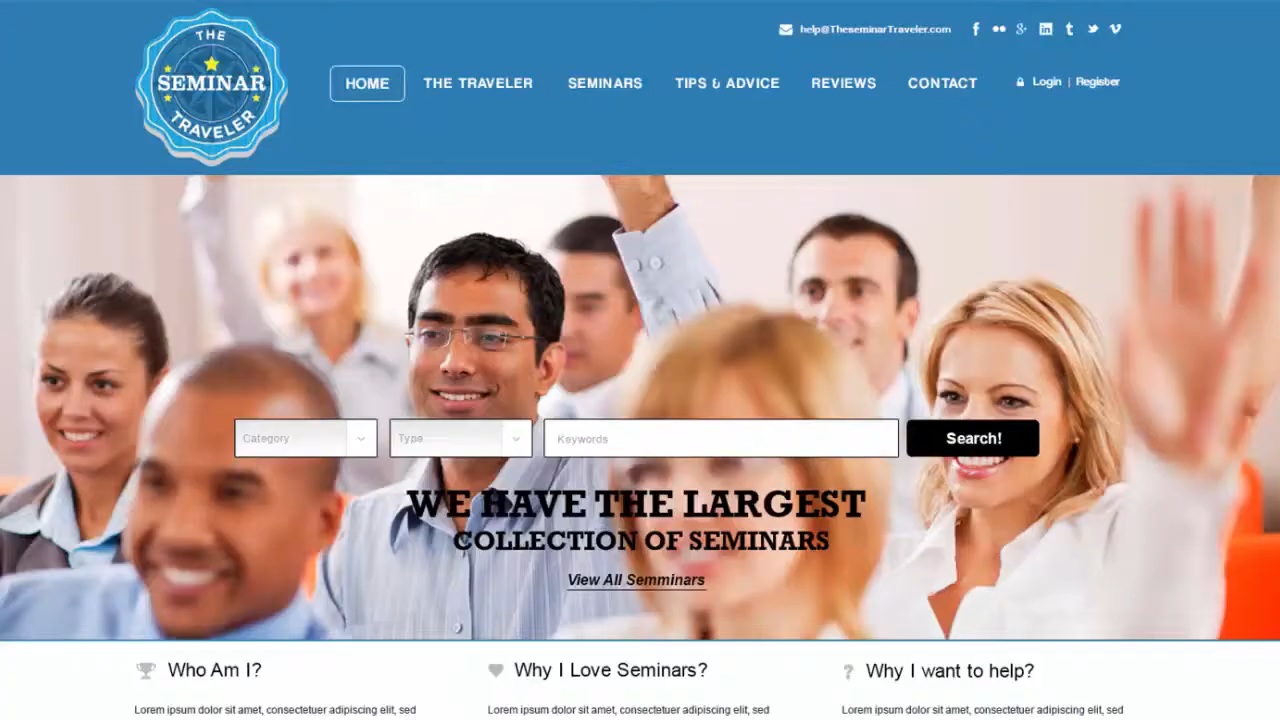 THE
SEMINAR
TRAVELER
help@TheseminarTraveler.com
HOME THE TRAVELER SEMINARS TIPS & ADVICE REVIEWS CONTACT Login | Register
Category Type Keywords Search!
WE HAVE THE LARGEST
COLLECTION OF SEMINARS
View All Semminars
Who Am I? Why I Love Seminars? Why I want to help?
Lorem ipsum dolor sit amet, consectetuer adipiscing elit, sed Lorem ipsum dolor sit amet, consectetuer adipiscing elit, sed Lorem ipsum dolor sit amet, consectetuer adipiscing elit, sed